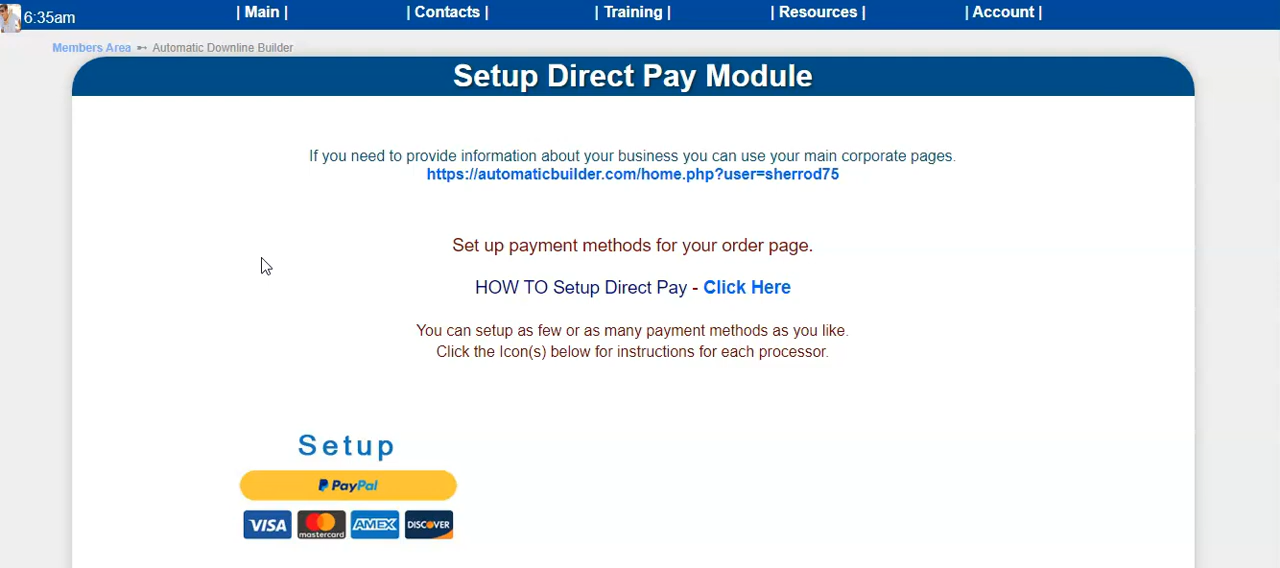 6:35am
| Main |
| Contacts |
| Training |
| Resources |
| Account |
Members Area ➸ Automatic Downline Builder
Setup Direct Pay Module
If you need to provide information about your business you can use your main corporate pages.
https://automaticbuilder.com/home.php?user=sherrod75
Set up payment methods for your order page.
HOW TO Setup Direct Pay - Click Here
You can setup as few or as many payment methods as you like.
Click the Icon(s) below for instructions for each processor.
Setup
PayPal
VISA mastercard AMEX DISCOVER